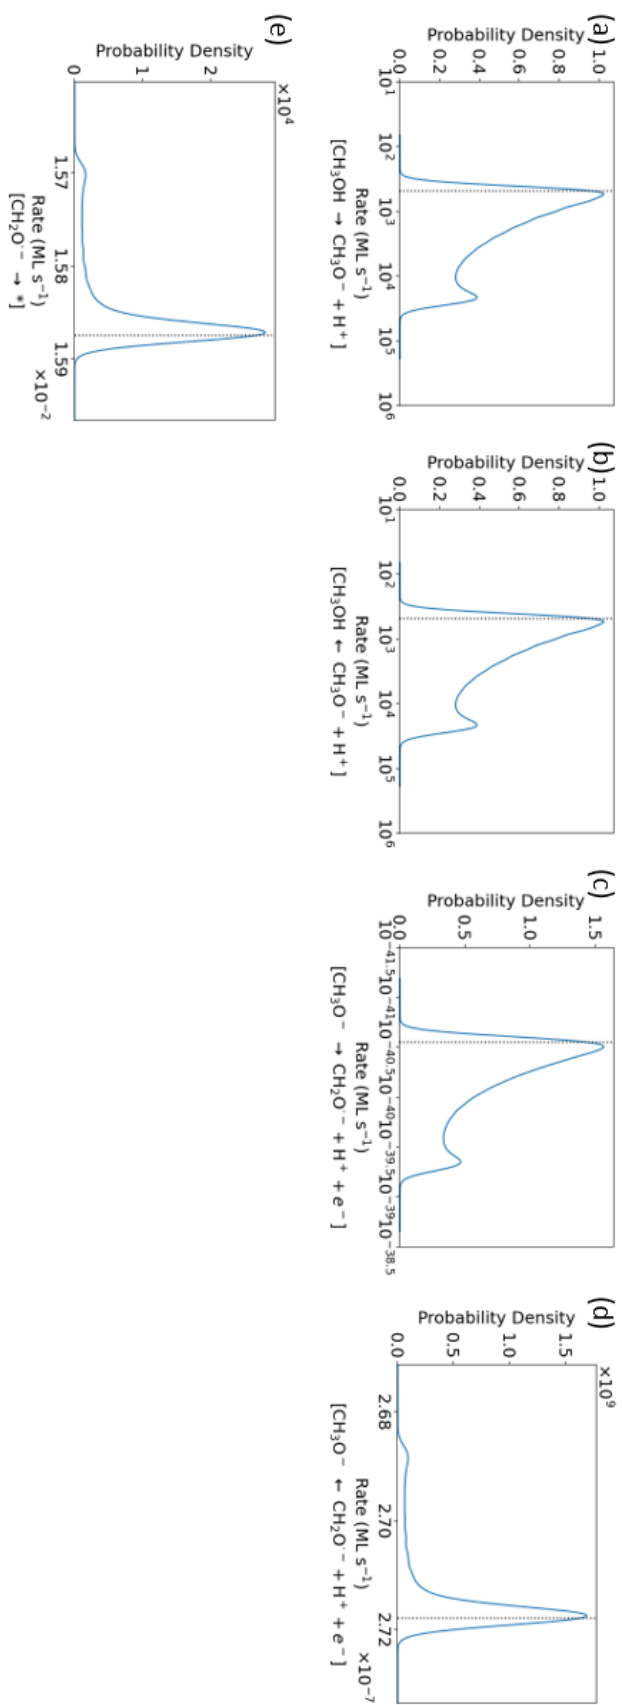 (a)
Probability Density
1.0
0.8
0.6
0.4
0.2
0.0
10¹ 10² 10³ 10⁴ 10⁵ 10⁶
Rate (ML s⁻¹)
[CH₃OH → CH₃O⁻ + H⁺]
(b)
Probability Density
1.0
0.8
0.6
0.4
0.2
0.0
10¹ 10² 10³ 10⁴ 10⁵ 10⁶
Rate (ML s⁻¹)
[CH₃OH ← CH₃O⁻ + H⁺]
(c)
Probability Density
1.5
1.0
0.5
0.0
10⁻⁴¹·⁵ 10⁻⁴¹ 10⁻⁴⁰·⁵ 10⁻⁴⁰ 10⁻³⁹·⁵ 10⁻³⁹ 10⁻³⁸·⁵
Rate (ML s⁻¹)
[CH₃O⁻ → CH₂O·⁻ + H⁺ + e⁻]
(d)
×10⁹
Probability Density
1.5
1.0
0.5
0.0
2.68 2.70 2.72
×10⁻⁷
Rate (ML s⁻¹)
[CH₃O⁻ ← CH₂O·⁻ + H⁺ + e⁻]
(e)
×10⁴
Probability Density
2
1
0
1.57 1.58 1.59
×10⁻²
Rate (ML s⁻¹)
[CH₂O·⁻ → *]